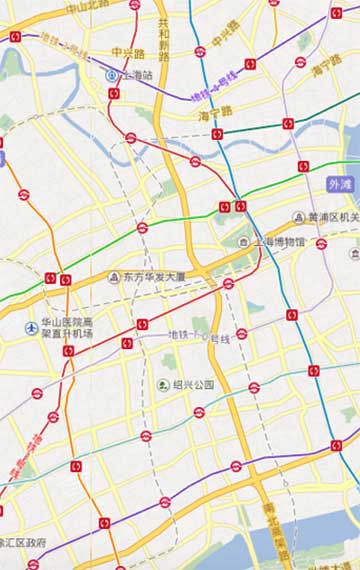 中山北路
共和新路
中兴路
中兴路
地铁-4号线
上海站
海宁路
地铁-4号线
海宁路
外滩
黄浦区机关
上海博物馆
东方华发大厦
华山医院高
架直升机场
地铁-10号线
绍兴公园
徐汇区政府
南北高架路